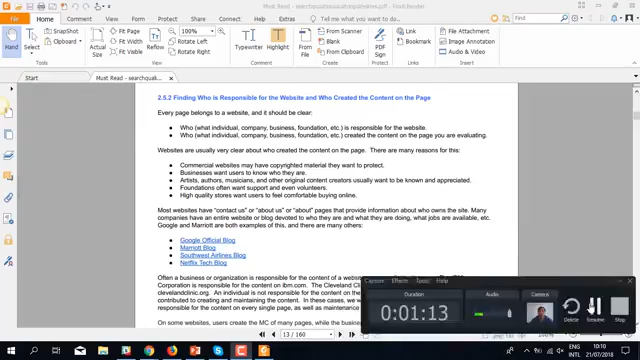 Must Read - searchqualityevaluatorguidelines.pdf - Foxit Reader
File
Home
Comment
View
Form
Protect
Share
Help
Extras
Tell me what you want to do...
Find
Hand
Select
SnapShot
Clipboard
Actual Size
Fit Page
Fit Width
Fit Visible
Reflow
100%
Rotate Left
Rotate Right
Typewriter
Highlight
From Scanner
Blank
From Clipboard
PDF Sign
Link
Bookmark
File Attachment
Image Annotation
Audio & Video
Start
Must Read - searchquali...
2.5.2 Finding Who is Responsible for the Website and Who Created the Content on the Page
Every page belongs to a website, and it should be clear:
• Who (what individual, company, business, foundation, etc.) is responsible for the website.
• Who (what individual, company, business, foundation, etc.) created the content on the page you are evaluating.
Websites are usually very clear about who created the content on the page. There are many reasons for this:
• Commercial websites may have copyrighted material they want to protect.
• Businesses want users to know who they are.
• Artists, authors, musicians, and other original content creators usually want to be known and appreciated.
• Foundations often want support and even volunteers.
• High quality stores want users to feel comfortable buying online.
Most websites have "contact us" or "about us" or "about" pages that provide information about who owns the site. Many
companies have an entire website or blog devoted to who they are and what they are doing, what jobs are available, etc.
Google and Marriott are both examples of this, and there are many others:
• Google Official Blog
• Marriott Blog
• Southwest Airlines Blog
• Netflix Tech Blog
Often a business or organization is responsible for the content of a
Corporation is responsible for the content on ibm.com. The Cleveland
clevelandclinic.org. An individual is not responsible for the content on
contributed to creating and maintaining the content. In these cases, we
responsible for the content on every single page, as well as maintenance
On some websites, users create the MC of many pages, while the business
Capture
Effects
Tools
Help
Duration
0:01:13
Audio
Camera
Delete
Resume
Stop
13 / 160
ENG
INTL
10:10
21/07/2018